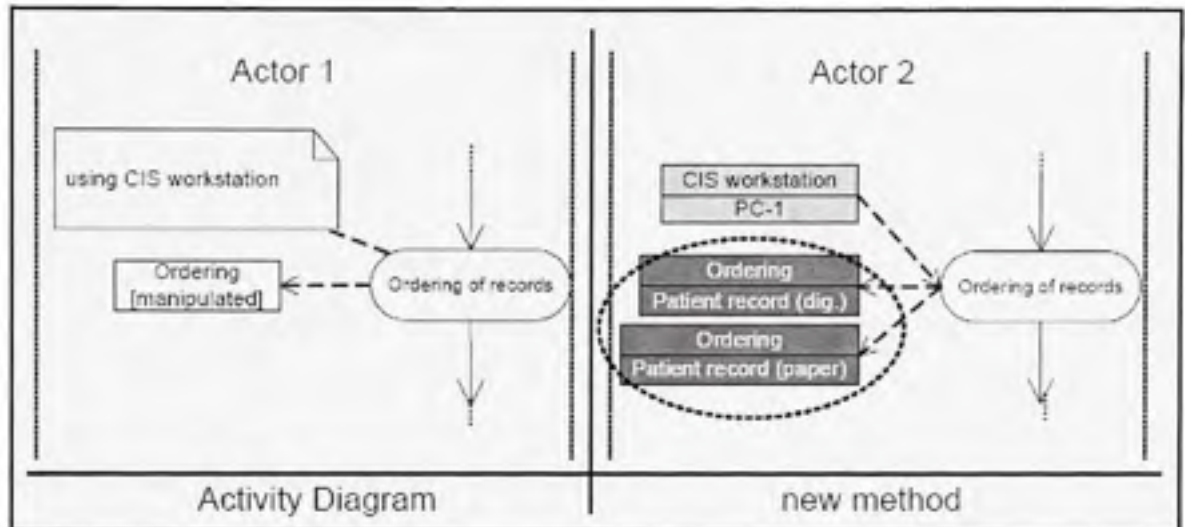 Actor 1
using CIS workstation
Ordering
[manipulated]
Ordering of records
Activity Diagram
Actor 2
CIS workstation
PC-1
Ordering
Patient record (dig.)
Ordering
Patient record (paper)
Ordering of records
new method